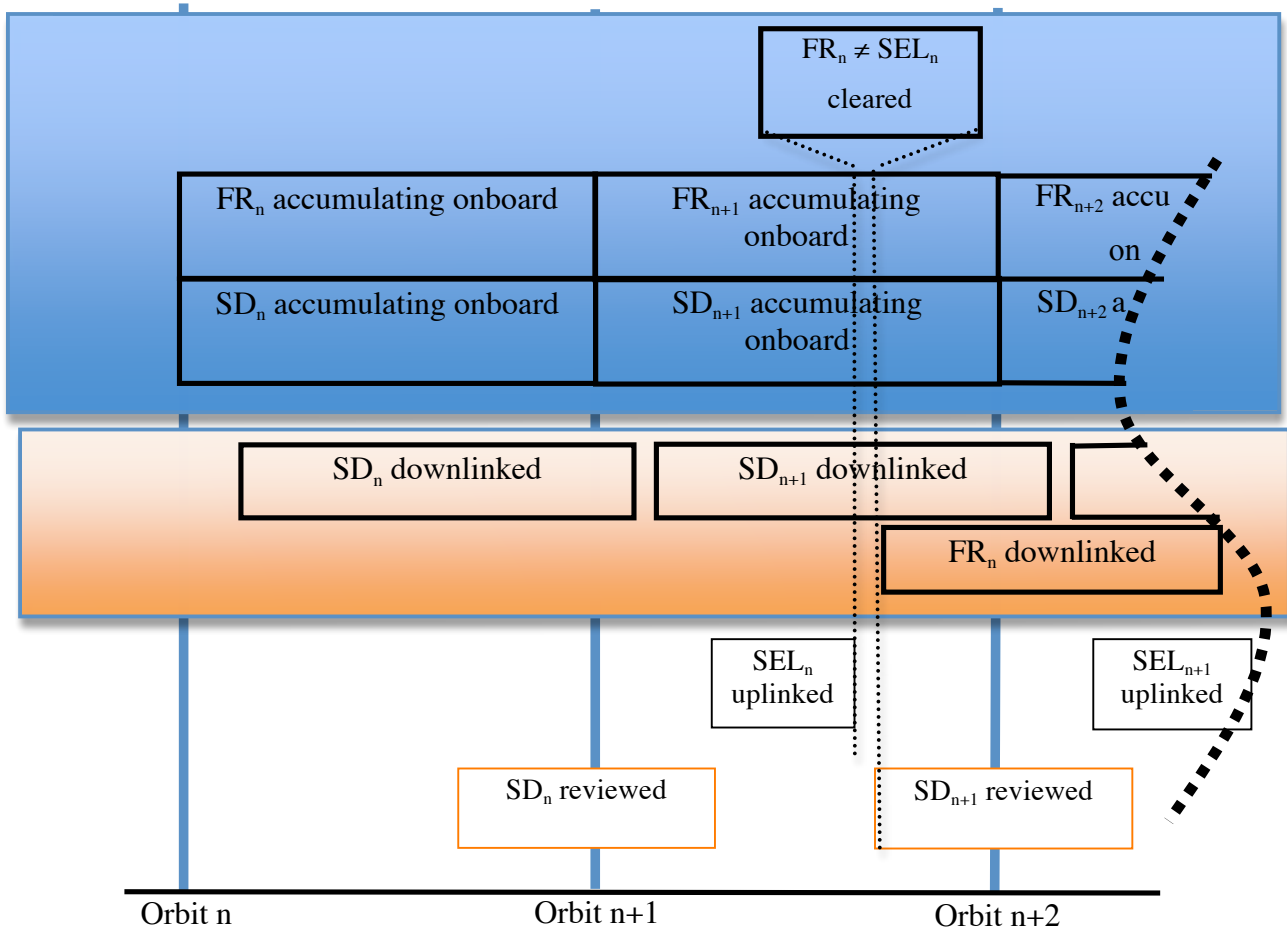 FRₙ ≠ SELₙ
cleared
FRₙ accumulating onboard
FRₙ₊₁ accumulating
onboard
FRₙ₊₂ accu
on
SDₙ accumulating onboard
SDₙ₊₁ accumulating
onboard
SDₙ₊₂ a
SDₙ downlinked
SDₙ₊₁ downlinked
FRₙ downlinked
SELₙ
uplinked
SELₙ₊₁
uplinked
SDₙ reviewed
SDₙ₊₁ reviewed
Orbit n
Orbit n+1
Orbit n+2